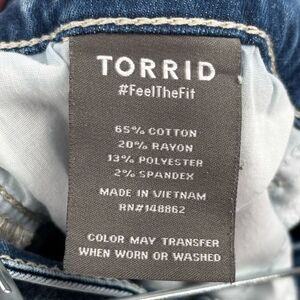 TORRID
#FeelTheFit
65% COTTON
20% RAYON
13% POLYESTER
2% SPANDEX
MADE IN VIETNAM
RN#148862
COLOR MAY TRANSFER
WHEN WORN OR WASHED